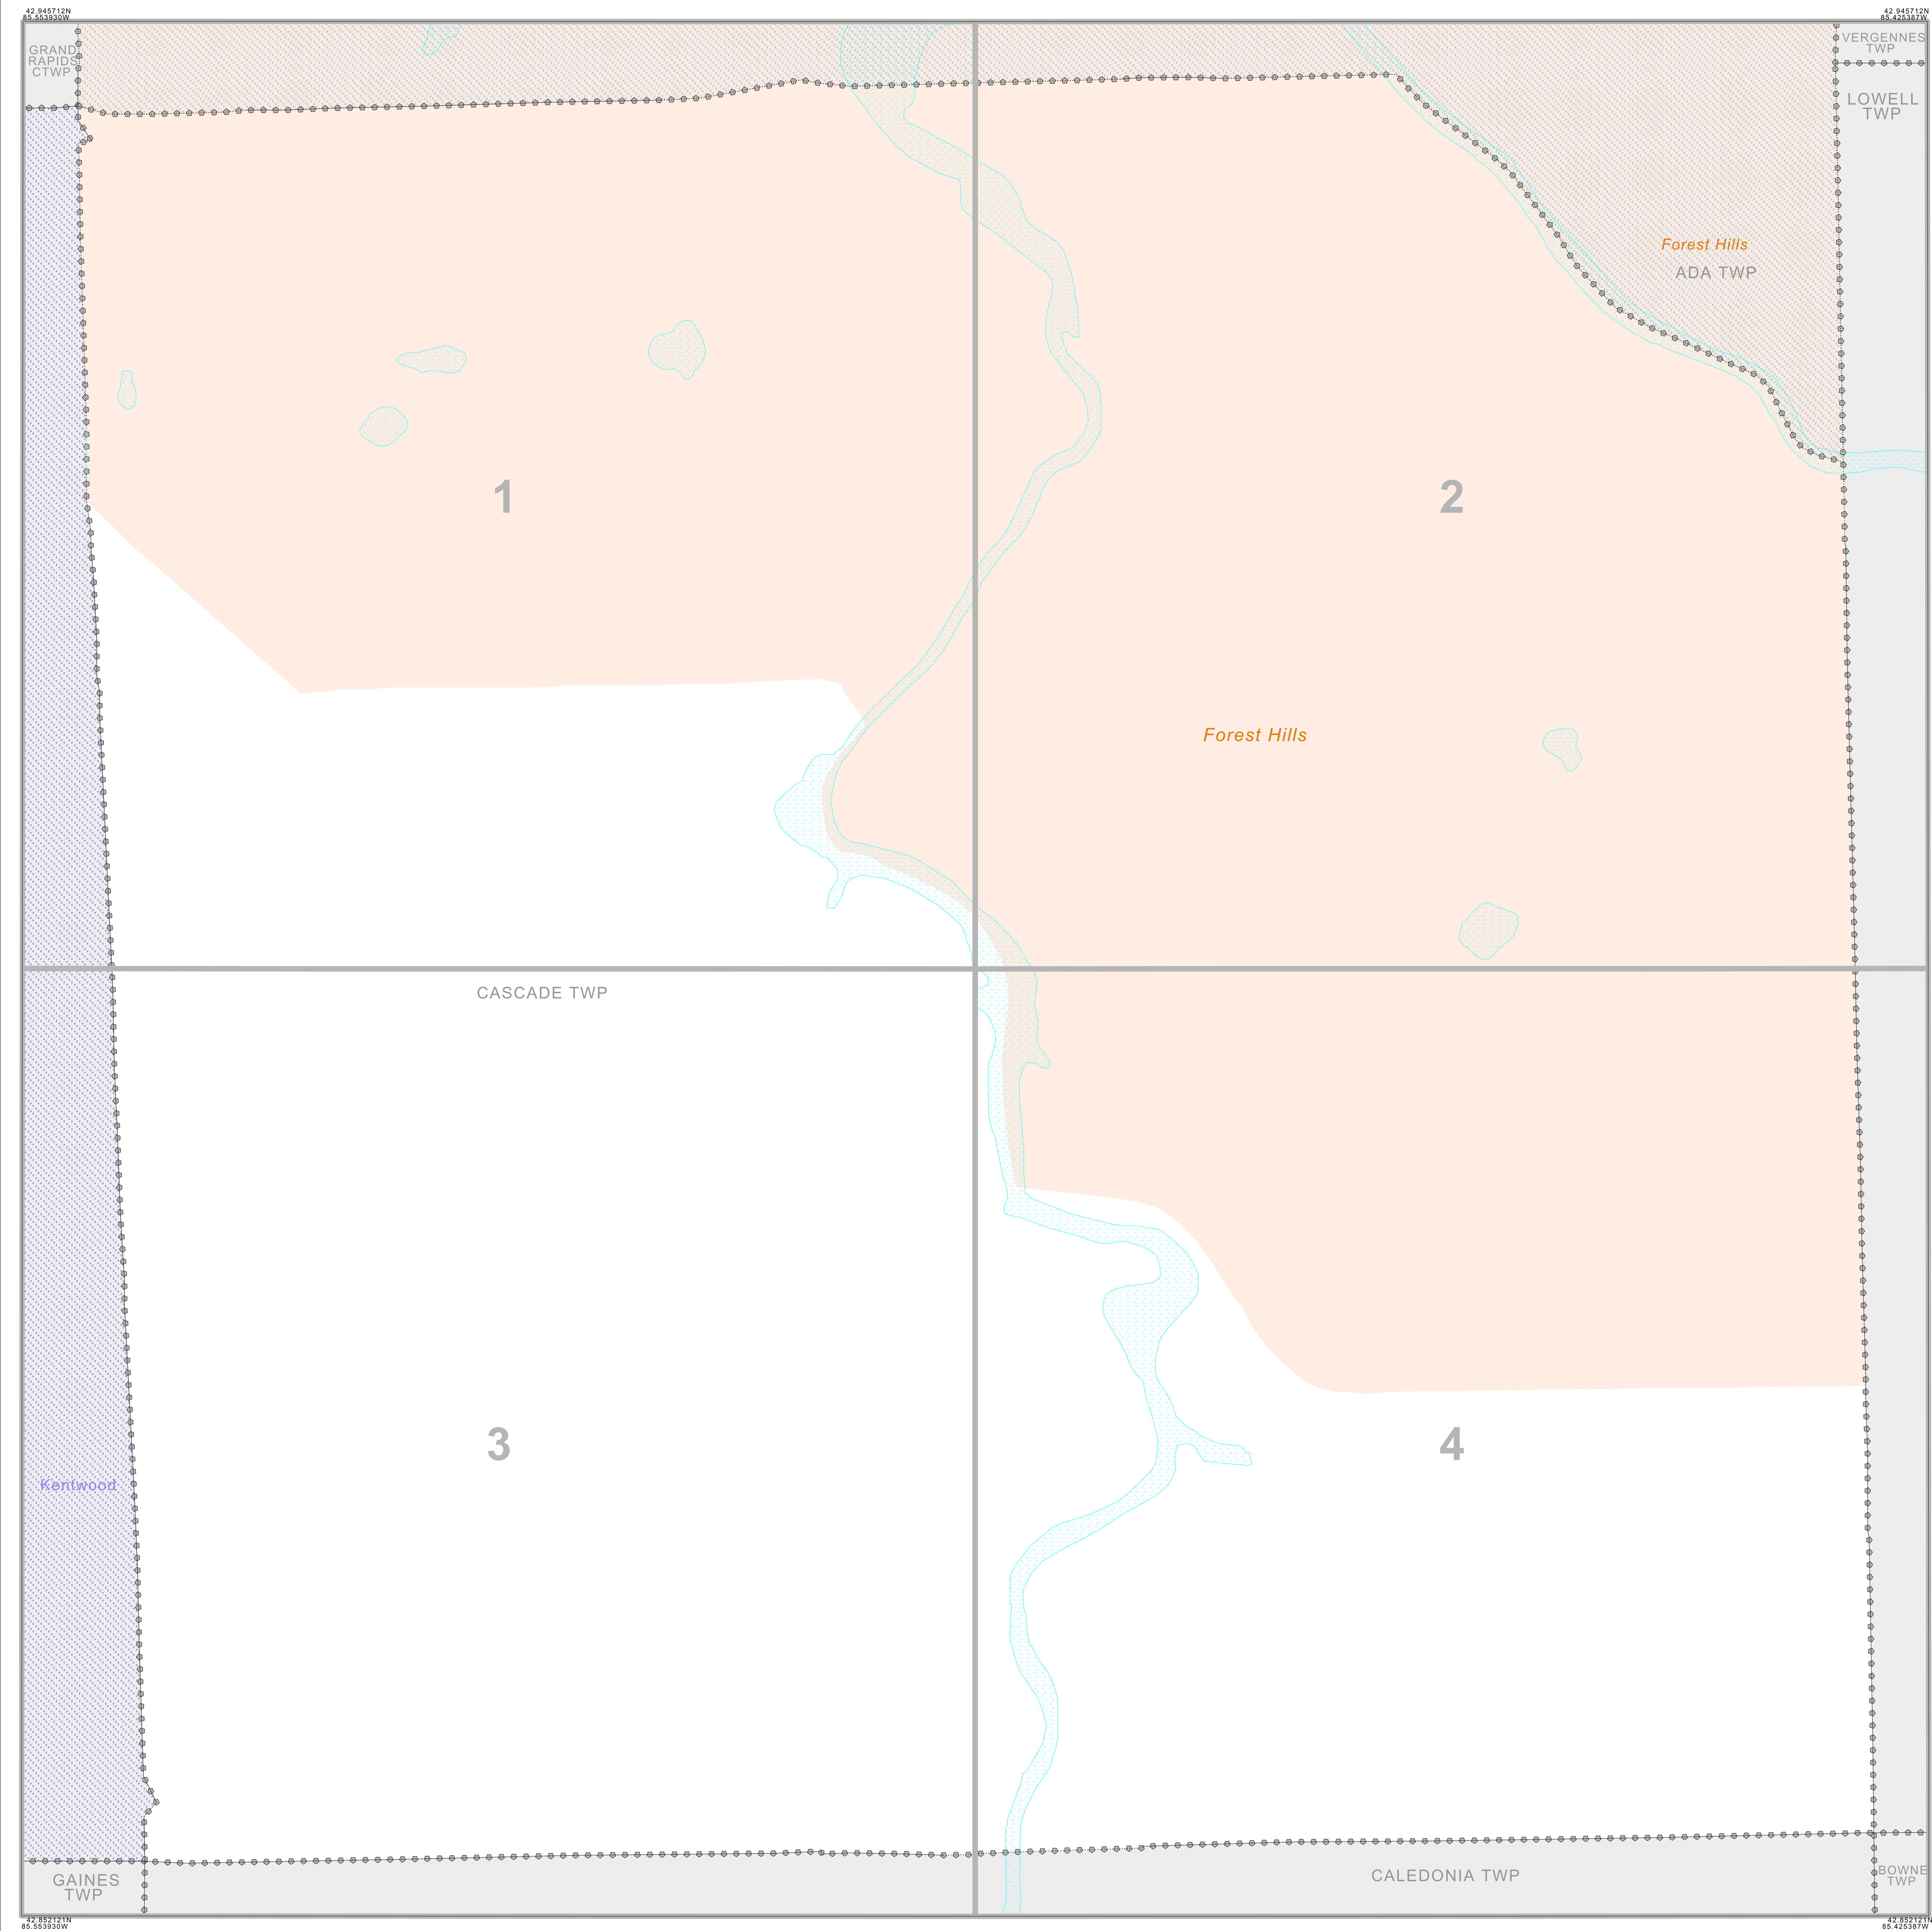 42.945712N
85.553930W
42.945712N
85.425387W
GRAND
RAPIDS
CTWP
VERGENNES
TWP
LOWELL
TWP
Forest Hills
ADA TWP
1
2
Forest Hills
CASCADE TWP
3
4
Kentwood
GAINES
TWP
CALEDONIA TWP
BOWNE
TWP
42.852121N
85.553930W
42.852121N
85.425387W